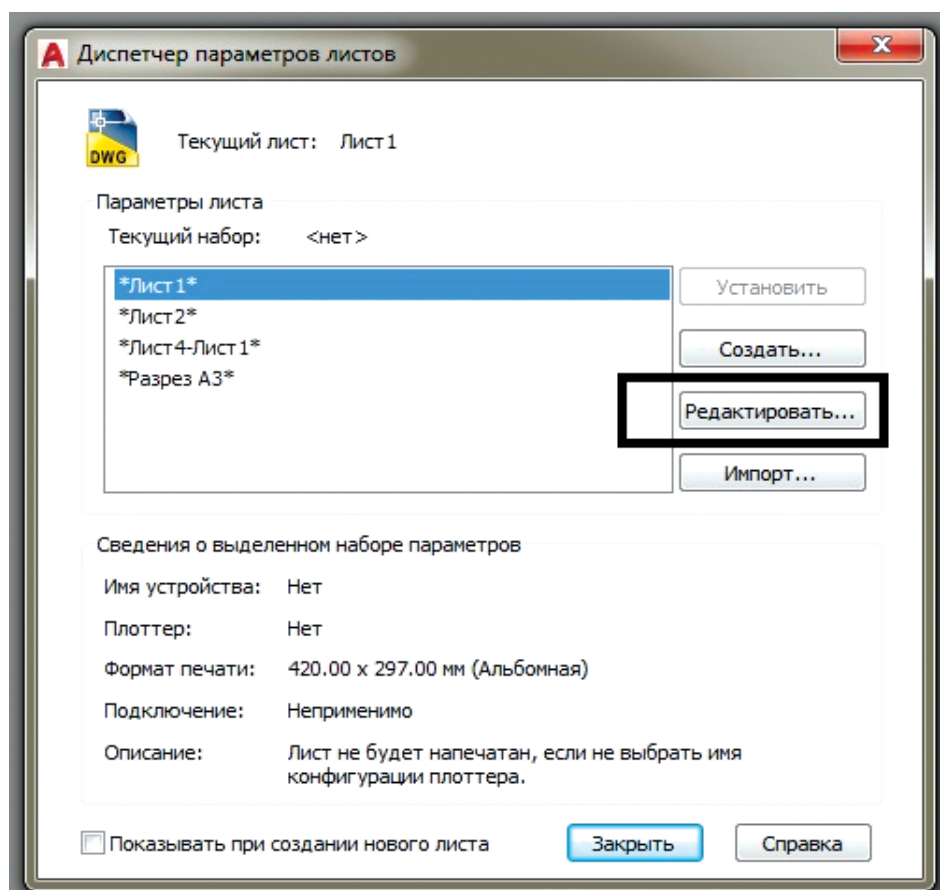 Диспетчер параметров листов
DWG
Текущий лист: Лист1
Параметры листа
Текущий набор: <нет>
*Лист1*
*Лист2*
*Лист4-Лист1*
*Разрез А3*
Установить
Создать...
Редактировать...
Импорт...
Сведения о выделенном наборе параметров
Имя устройства: Нет
Плоттер: Нет
Формат печати: 420.00 x 297.00 мм (Альбомная)
Подключение: Неприменимо
Описание: Лист не будет напечатан, если не выбрать имя
конфигурации плоттера.
Показывать при создании нового листа
Закрыть
Справка